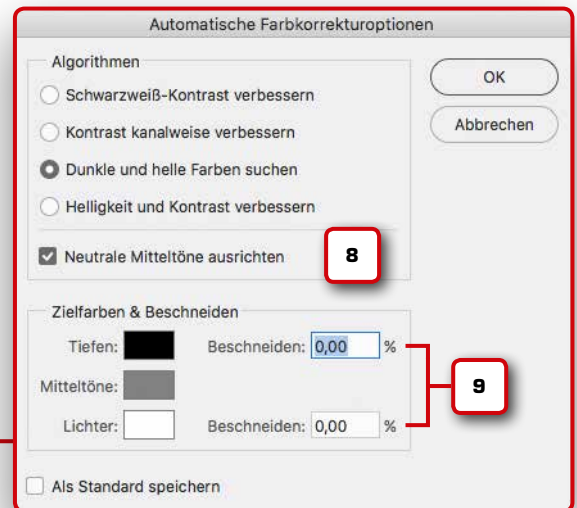 Automatische Farbkorrekturoptionen
Algorithmen
Schwarzweiß-Kontrast verbessern
Kontrast kanalweise verbessern
Dunkle und helle Farben suchen
Helligkeit und Kontrast verbessern
Neutrale Mitteltöne ausrichten
8
OK
Abbrechen
Zielfarben & Beschneiden
Tiefen: Beschneiden: 0,00 %
Mitteltöne:
9
Lichter: Beschneiden: 0,00 %
Als Standard speichern